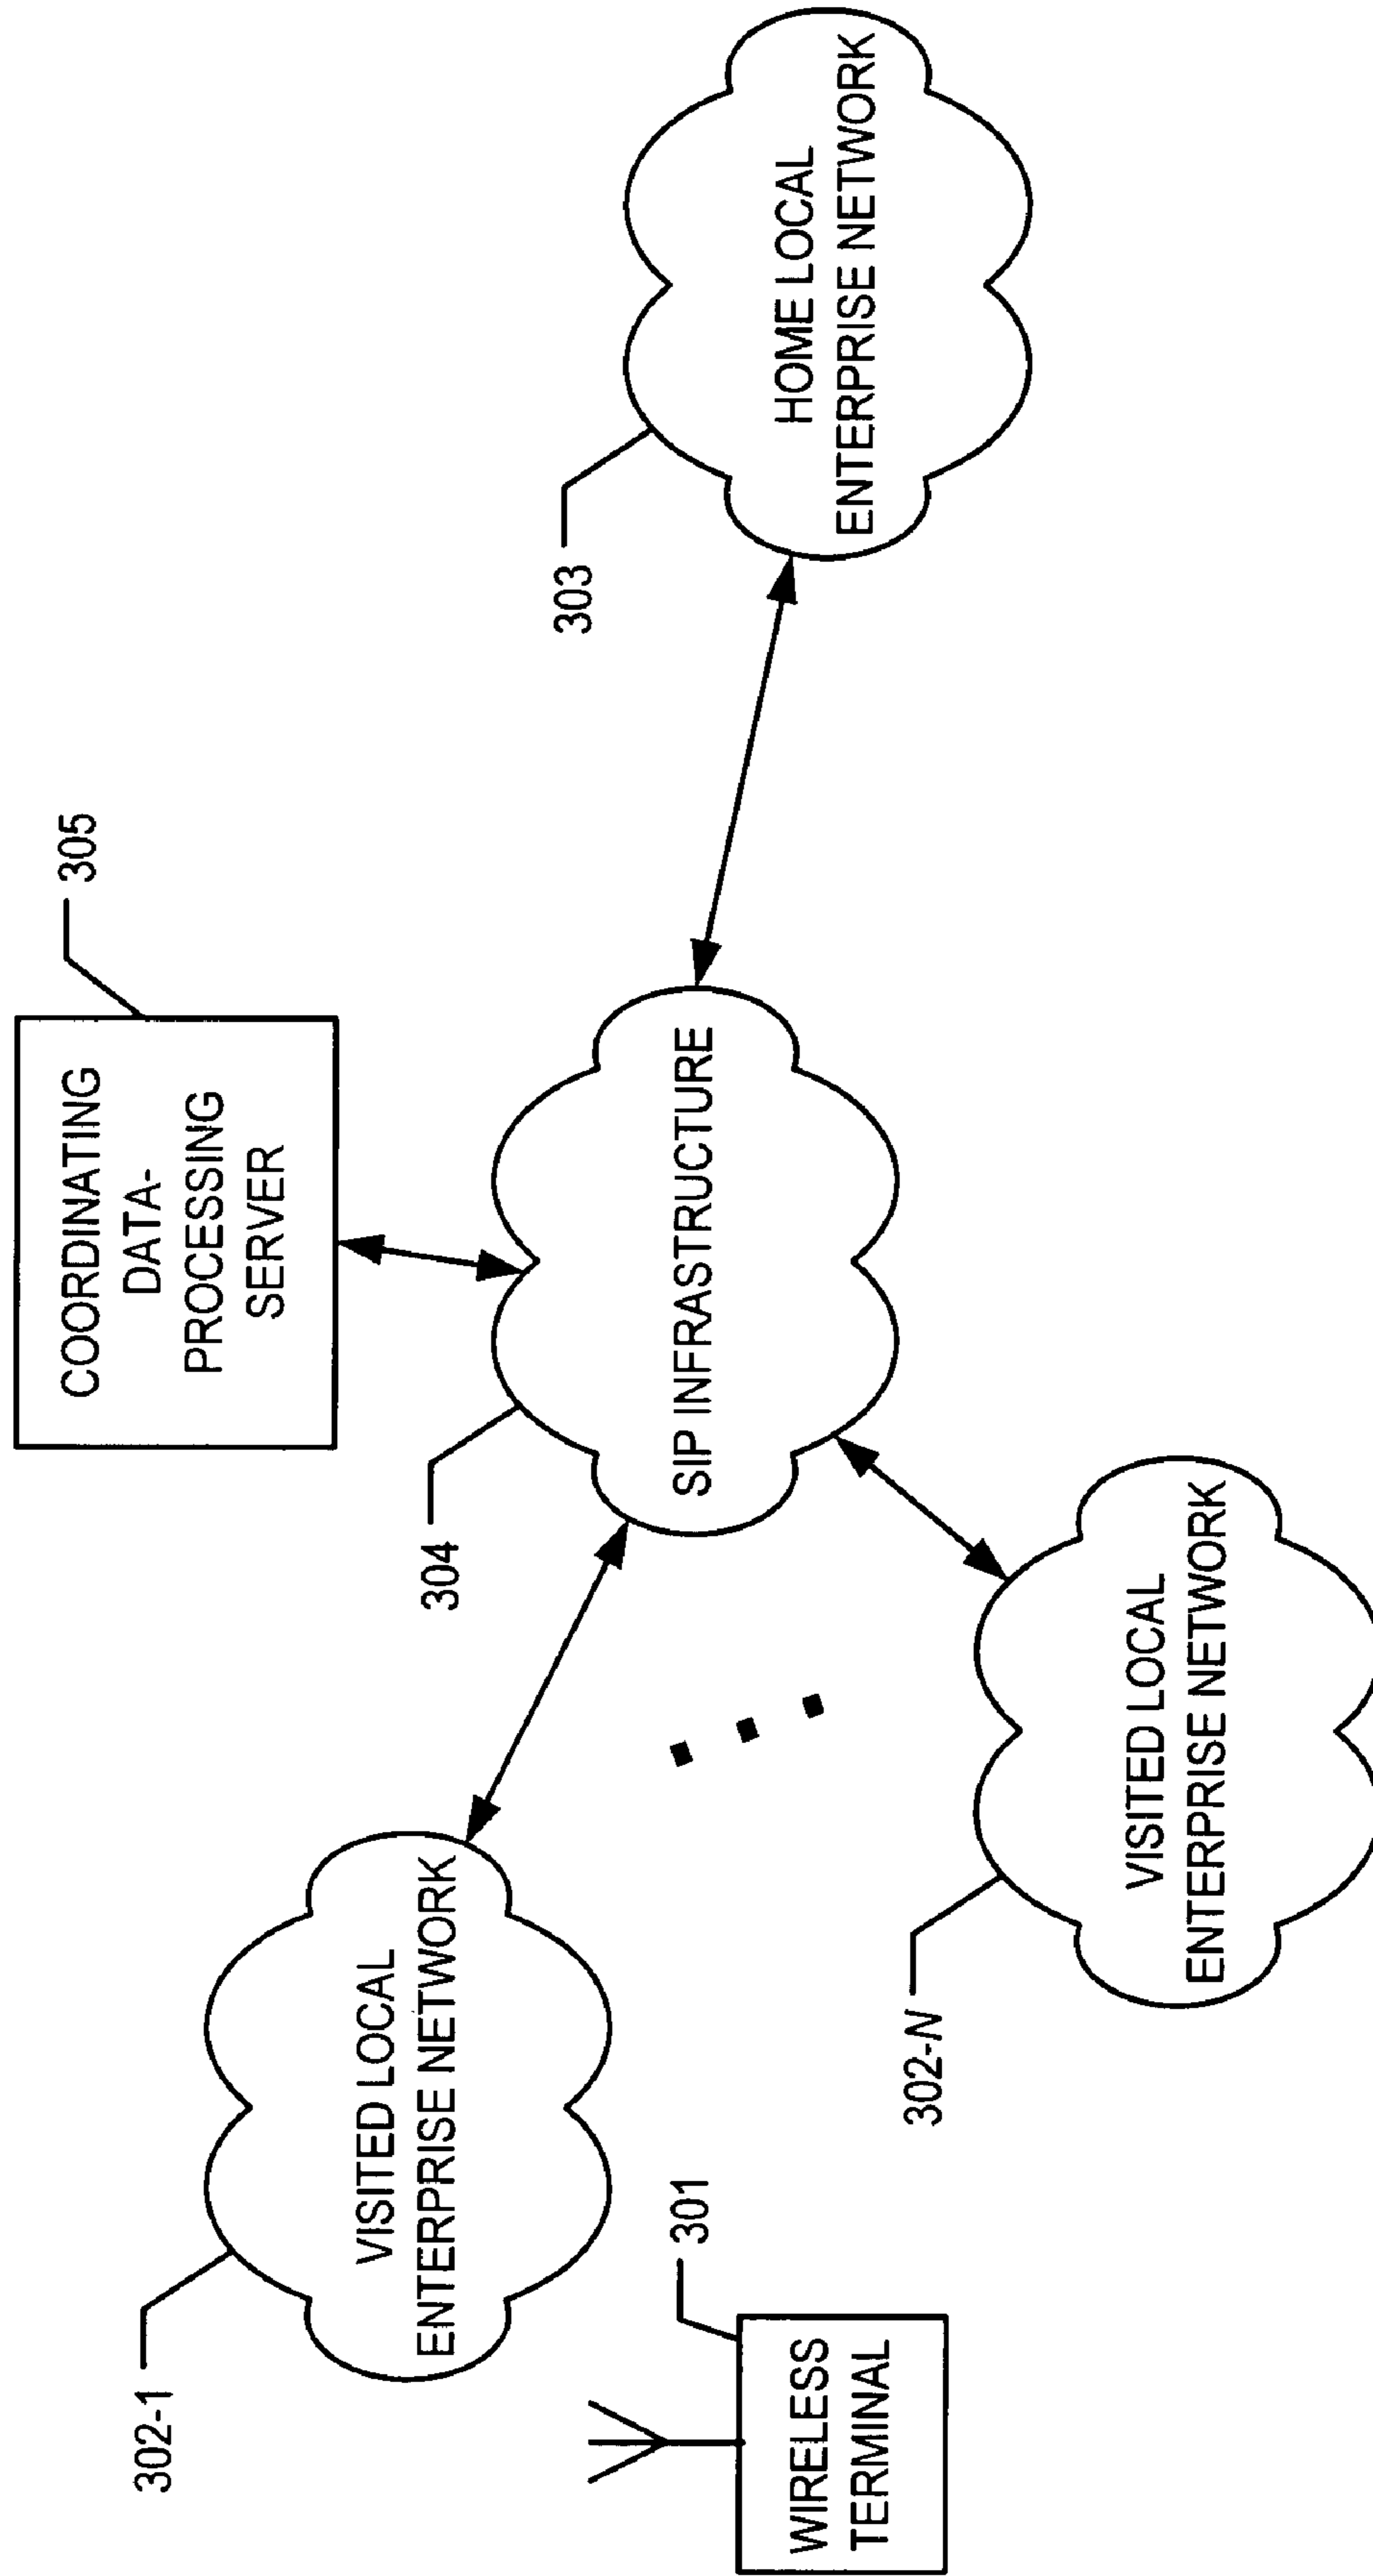 305
COORDINATING
DATA-
PROCESSING
SERVER
302-1
VISITED LOCAL
ENTERPRISE NETWORK
304
SIP INFRASTRUCTURE
303
HOME LOCAL
ENTERPRISE NETWORK
301
WIRELESS
TERMINAL
302-N
VISITED LOCAL
ENTERPRISE NETWORK